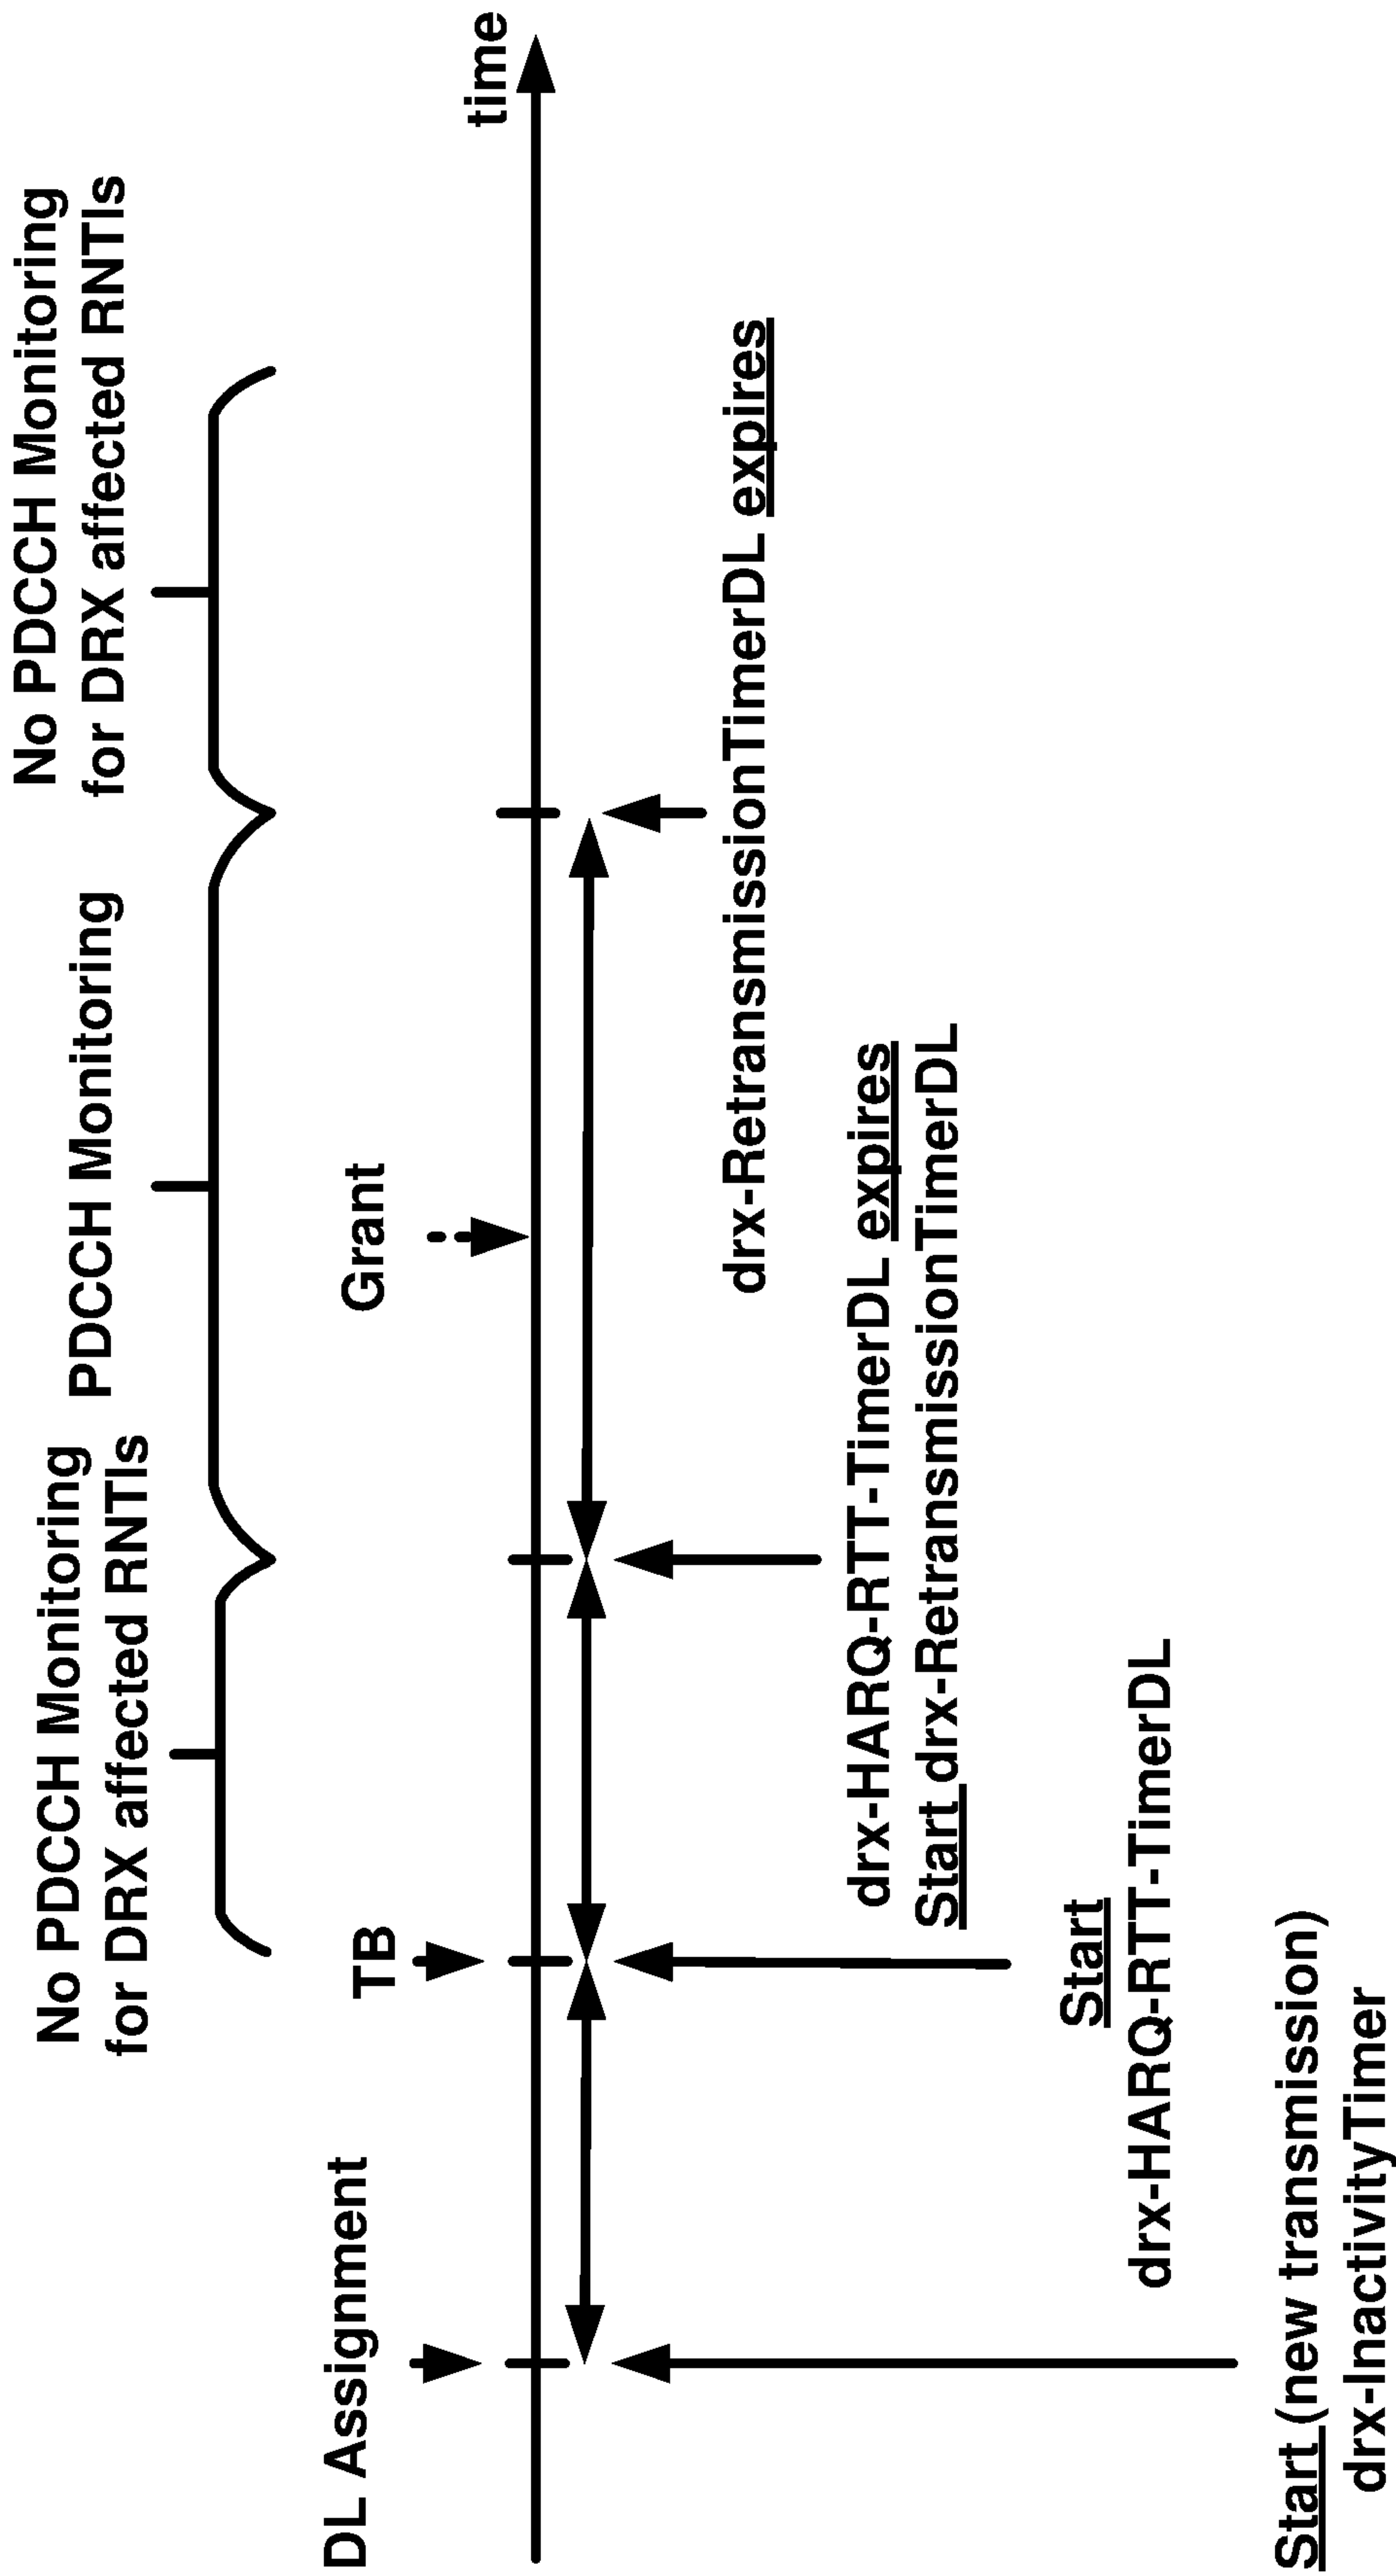 No PDCCH Monitoring
for DRX affected RNTIs
PDCCH Monitoring
No PDCCH Monitoring
for DRX affected RNTIs
DL Assignment
TB
Grant
time
drx-RetransmissionTimerDL expires
drx-HARQ-RTT-TimerDL expires
Start drx-RetransmissionTimerDL
Start
drx-HARQ-RTT-TimerDL
Start (new transmission)
drx-InactivityTimer